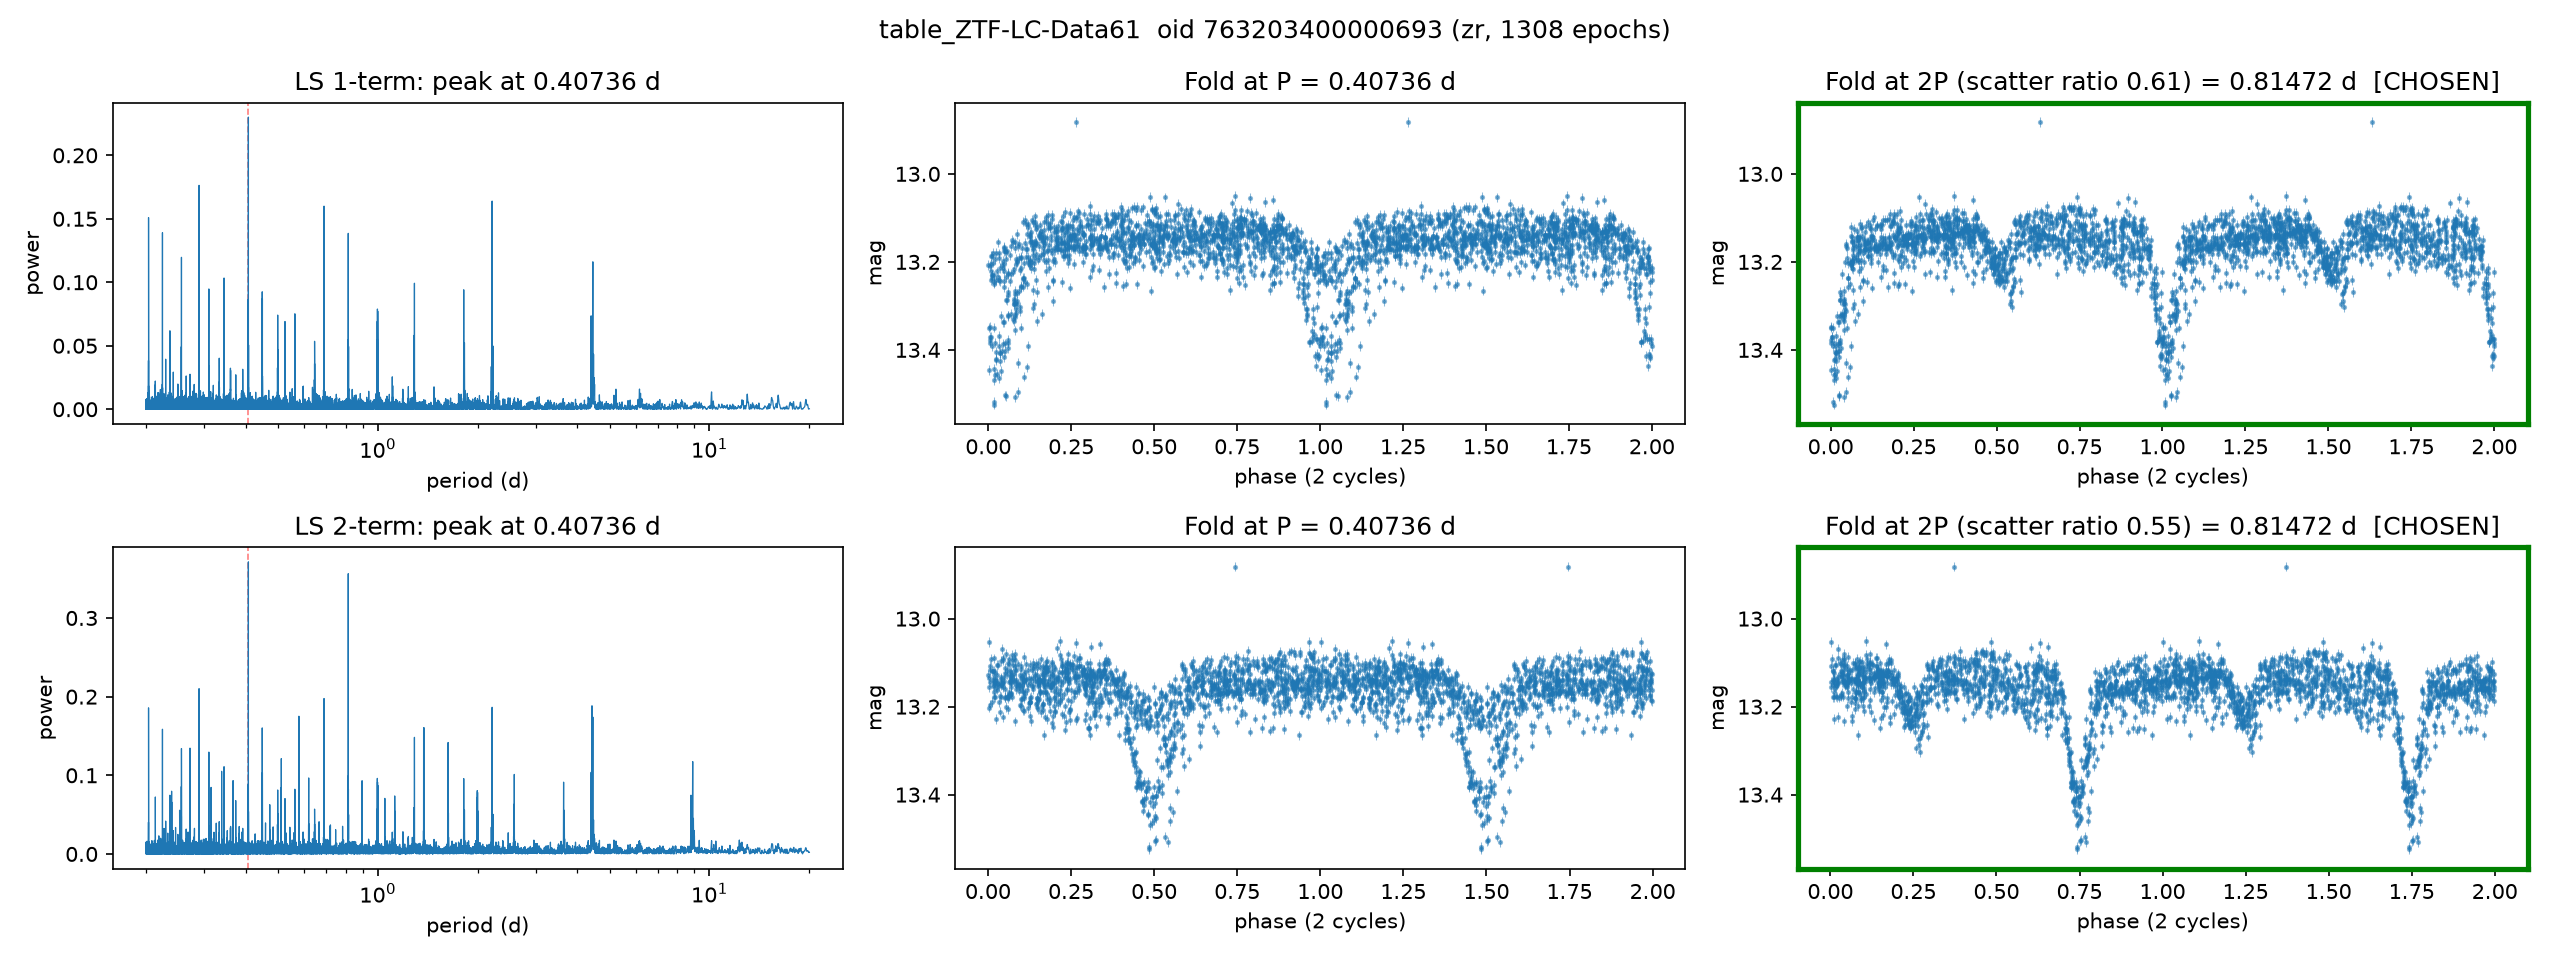 table_ZTF-LC-Data61  oid 763203400000693 (zr, 1308 epochs)
LS 1-term: peak at 0.40736 d
power
0.20
0.15
0.10
0.05
0.00
10⁰
10¹
period (d)
Fold at P = 0.40736 d
mag
13.0
13.2
13.4
0.00 0.25 0.50 0.75 1.00 1.25 1.50 1.75 2.00
phase (2 cycles)
Fold at 2P (scatter ratio 0.61) = 0.81472 d  [CHOSEN]
mag
13.0
13.2
13.4
0.00 0.25 0.50 0.75 1.00 1.25 1.50 1.75 2.00
phase (2 cycles)
LS 2-term: peak at 0.40736 d
power
0.3
0.2
0.1
0.0
10⁰
10¹
period (d)
Fold at P = 0.40736 d
mag
13.0
13.2
13.4
0.00 0.25 0.50 0.75 1.00 1.25 1.50 1.75 2.00
phase (2 cycles)
Fold at 2P (scatter ratio 0.55) = 0.81472 d  [CHOSEN]
mag
13.0
13.2
13.4
0.00 0.25 0.50 0.75 1.00 1.25 1.50 1.75 2.00
phase (2 cycles)